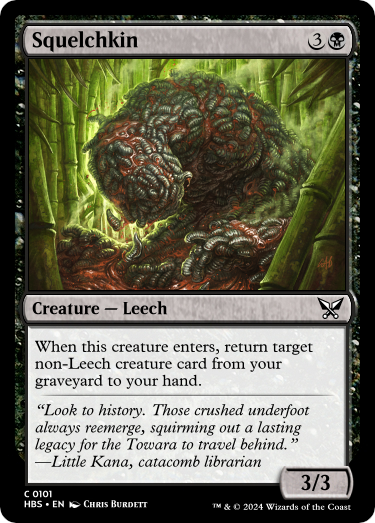 Squelchkin
3
Creature — Leech
When this creature enters, return target
non-Leech creature card from your
graveyard to your hand.
“Look to history. Those crushed underfoot
always reemerge, squirming out a lasting
legacy for the Towara to travel behind.”
—Little Kana, catacomb librarian
3/3
C 0101
HBS • EN Chris Burdett
™ & © 2024 Wizards of the Coast